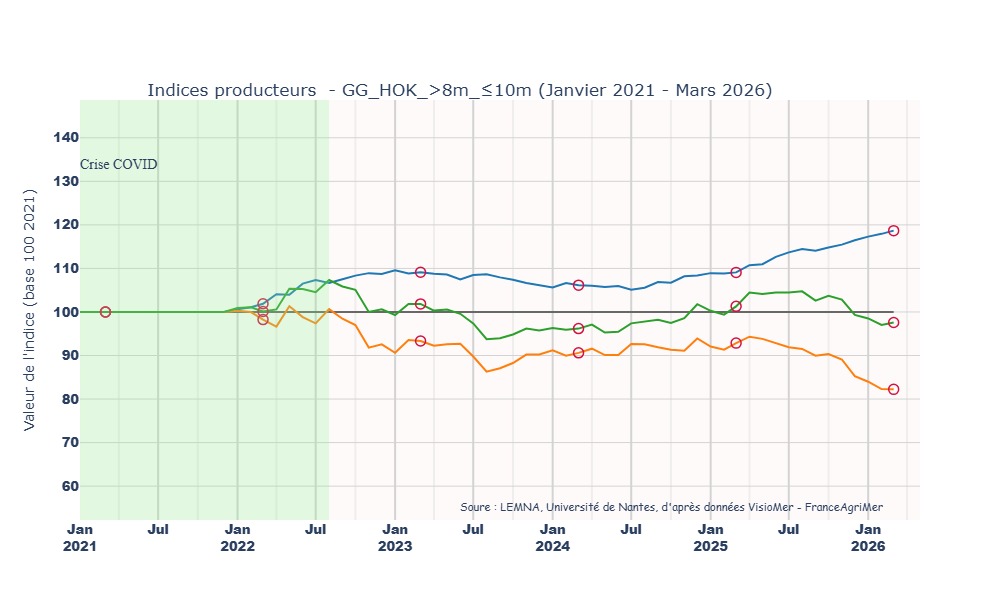 Indices producteurs - GG_HOK_>8m_≤10m (Janvier 2021 - Mars 2026)
140
Crise COVID
130
120
110
100
90
80
70
60
Valeur de l'Indice (base 100 2021)
Soure : LEMNA, Université de Nantes, d'après données VisioMer - FranceAgriMer
Jan Jul Jan Jul Jan Jul Jan Jul Jan Jul Jan
2021 2022 2023 2024 2025 2026